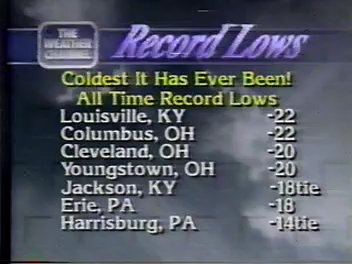 THE
WEATHER
CHANNEL
Record Lows
Coldest It Has Ever Been!
All Time Record Lows
Louisville, KY -22
Columbus, OH -22
Cleveland, OH -20
Youngstown, OH -20
Jackson, KY -18tie
Erie, PA -18
Harrisburg, PA -14tie